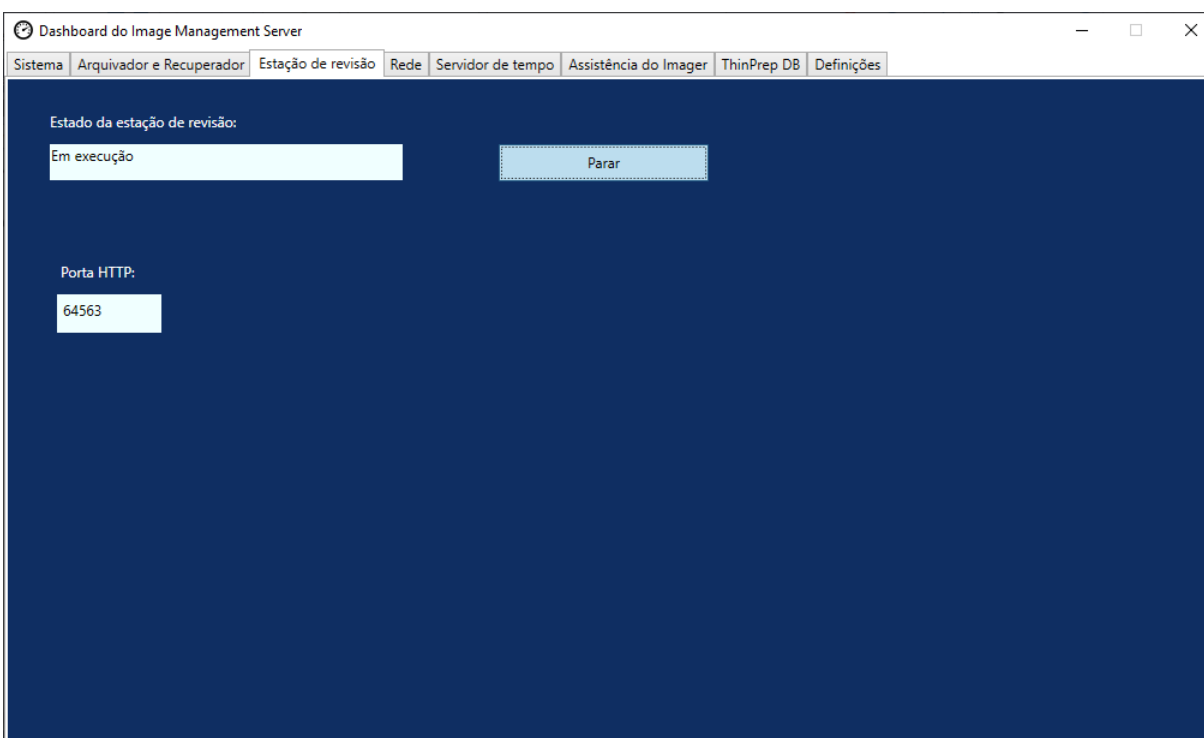 Dashboard do Image Management Server
Sistema Arquivador e Recuperador Estação de revisão Rede Servidor de tempo Assistência do Imager ThinPrep DB Definições
Estado da estação de revisão:
Em execução Parar
Porta HTTP:
64563